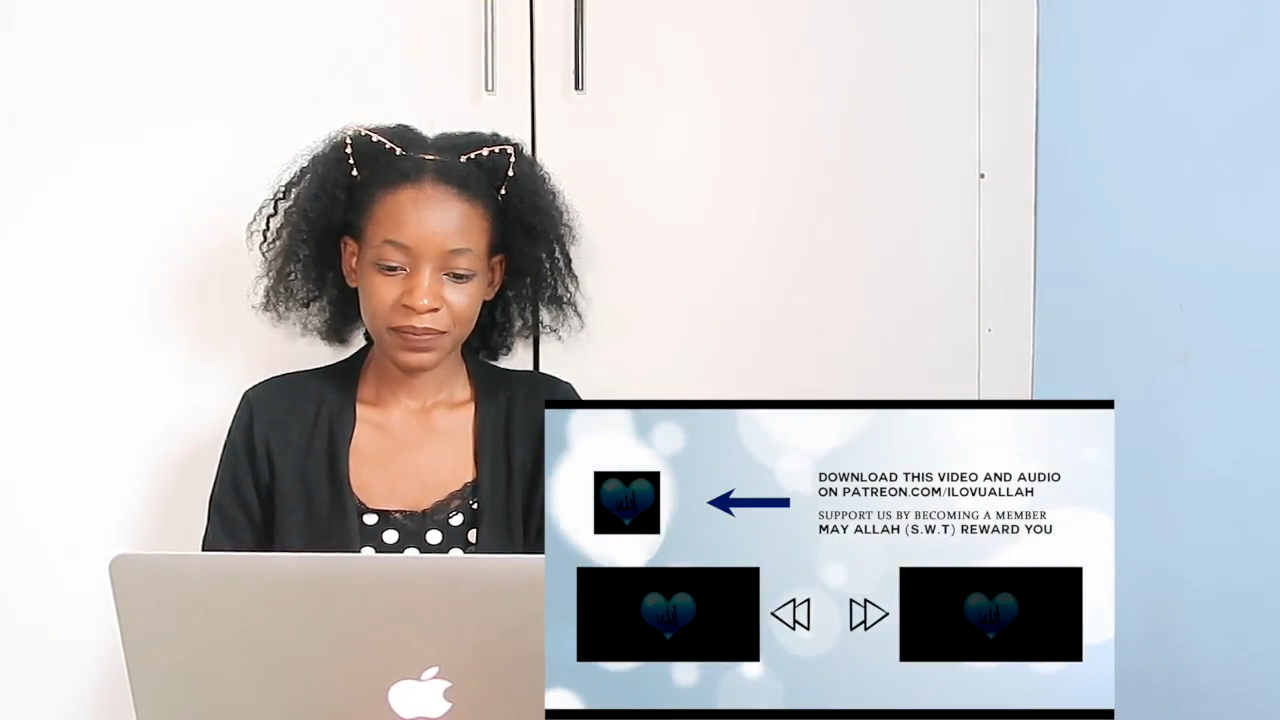 DOWNLOAD THIS VIDEO AND AUDIO
ON PATREON.COM/ILOVUALLAH
SUPPORT US BY BECOMING A MEMBER
MAY ALLAH (S.W.T) REWARD YOU